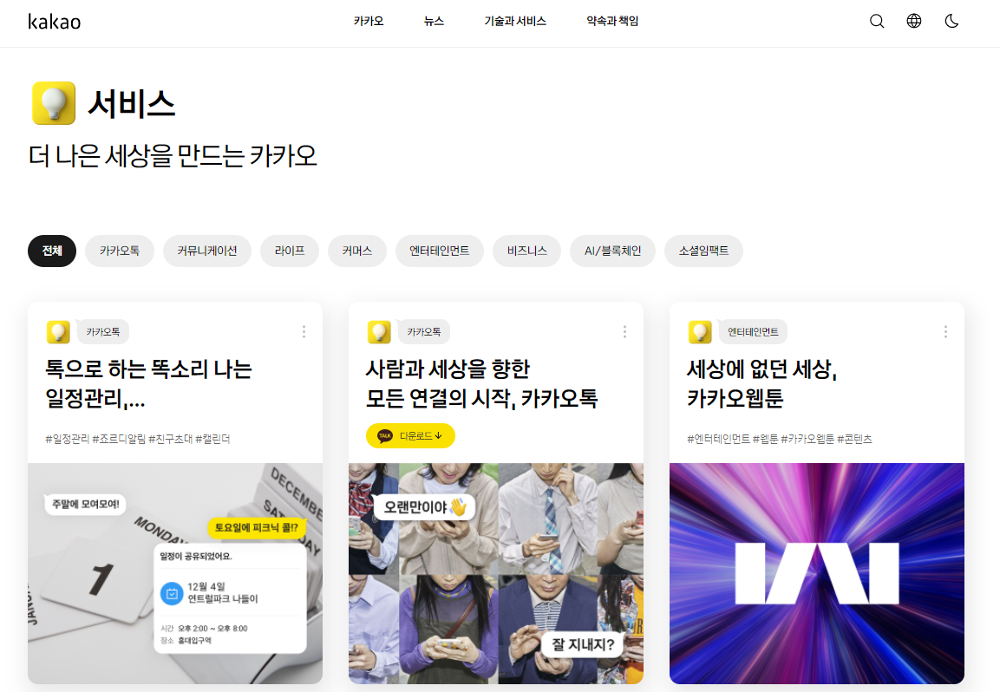 kakao
카카오 뉴스 기술과 서비스 약속과 책임
서비스
더 나은 세상을 만드는 카카오
전체 카카오톡 커뮤니케이션 라이프 커머스 엔터테인먼트 비즈니스 AI/블록체인 소셜임팩트
카카오톡
톡으로 하는 똑소리 나는
일정관리,...
#일정관리 #죠르디알림 #친구초대 #캘린더
주말에 모여모여!
토요일에 피크닉 콜!?
일정이 공유되었어요.
12월 4일
연트럴파크 나들이
시간 오후 2:00 ~ 오후 8:00
장소 홍대입구역
DECEMBER
SATURDAY
MONDAY
1
카카오톡
사람과 세상을 향한
모든 연결의 시작, 카카오톡
TALK 다운로드
오랜만이야👋
잘 지내지?
엔터테인먼트
세상에 없던 세상,
카카오웹툰
#엔터테인먼트 #웹툰 #카카오웹툰 #콘텐츠